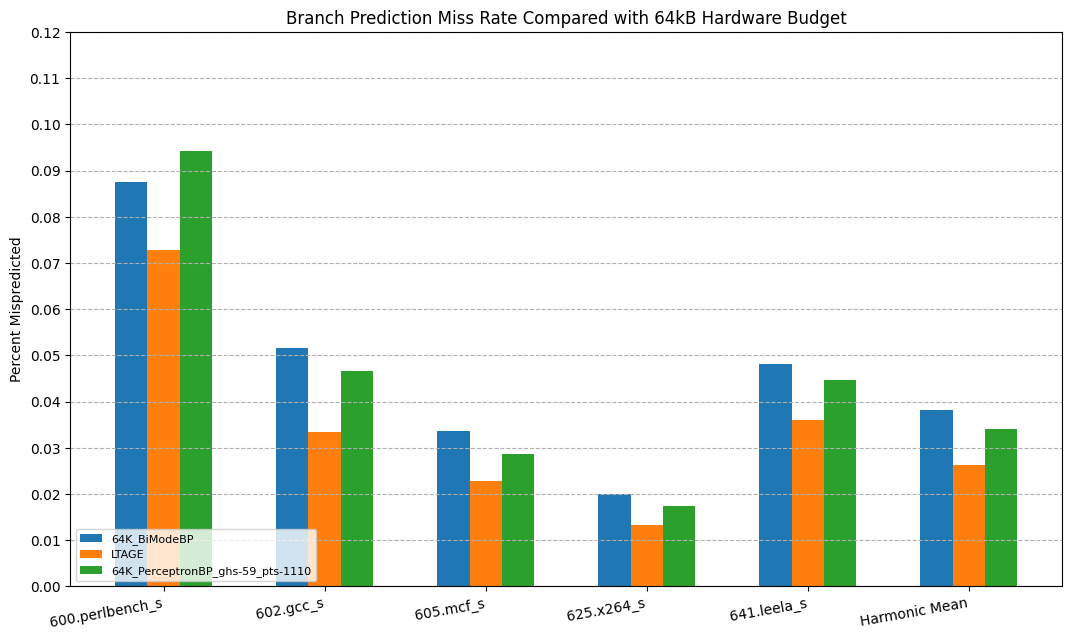 Branch Prediction Miss Rate Compared with 64kB Hardware Budget
Percent Mispredicted
0.12
0.11
0.10
0.09
0.08
0.07
0.06
0.05
0.04
0.03
0.02
0.01
0.00
64K_BiModeBP
LTAGE
64K_PerceptronBP_ghs-59_pts-1110
600.perlbench_s
602.gcc_s
605.mcf_s
625.x264_s
641.leela_s
Harmonic Mean